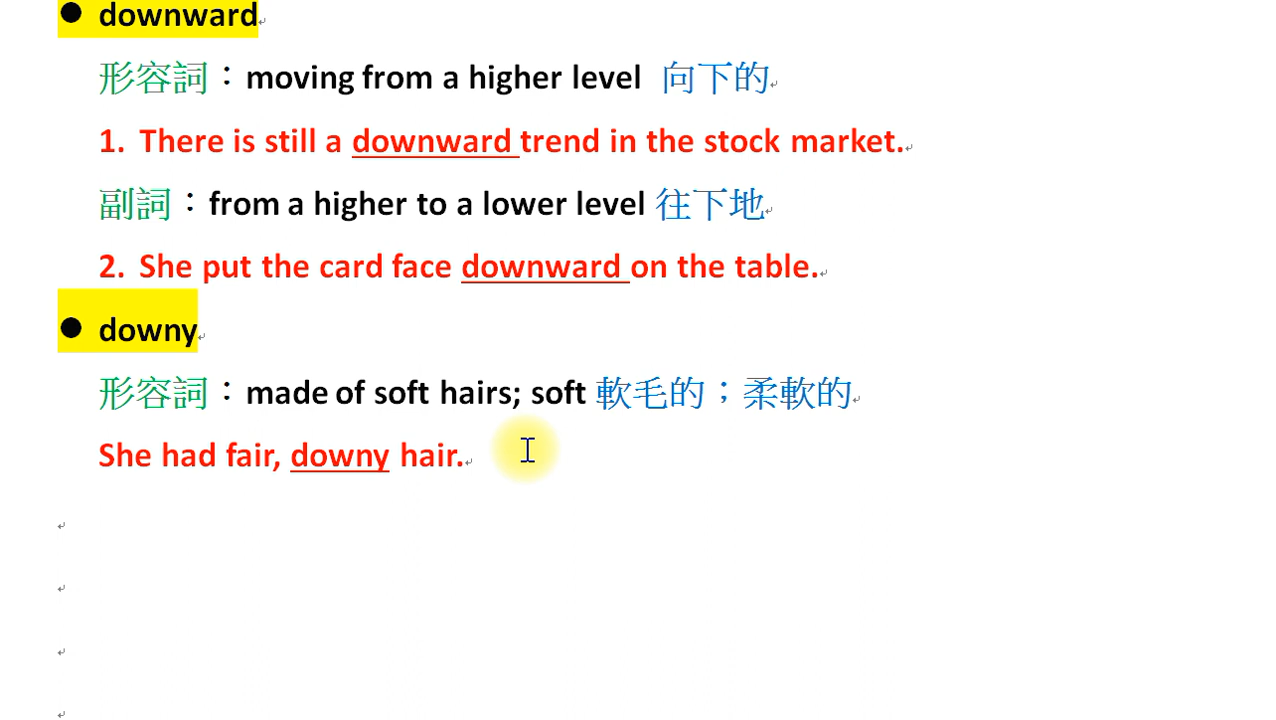 ● downward
形容詞：moving from a higher level 向下的
1. There is still a downward trend in the stock market.
副詞：from a higher to a lower level 往下地
2. She put the card face downward on the table.
● downy
形容詞：made of soft hairs; soft 軟毛的；柔軟的
She had fair, downy hair.